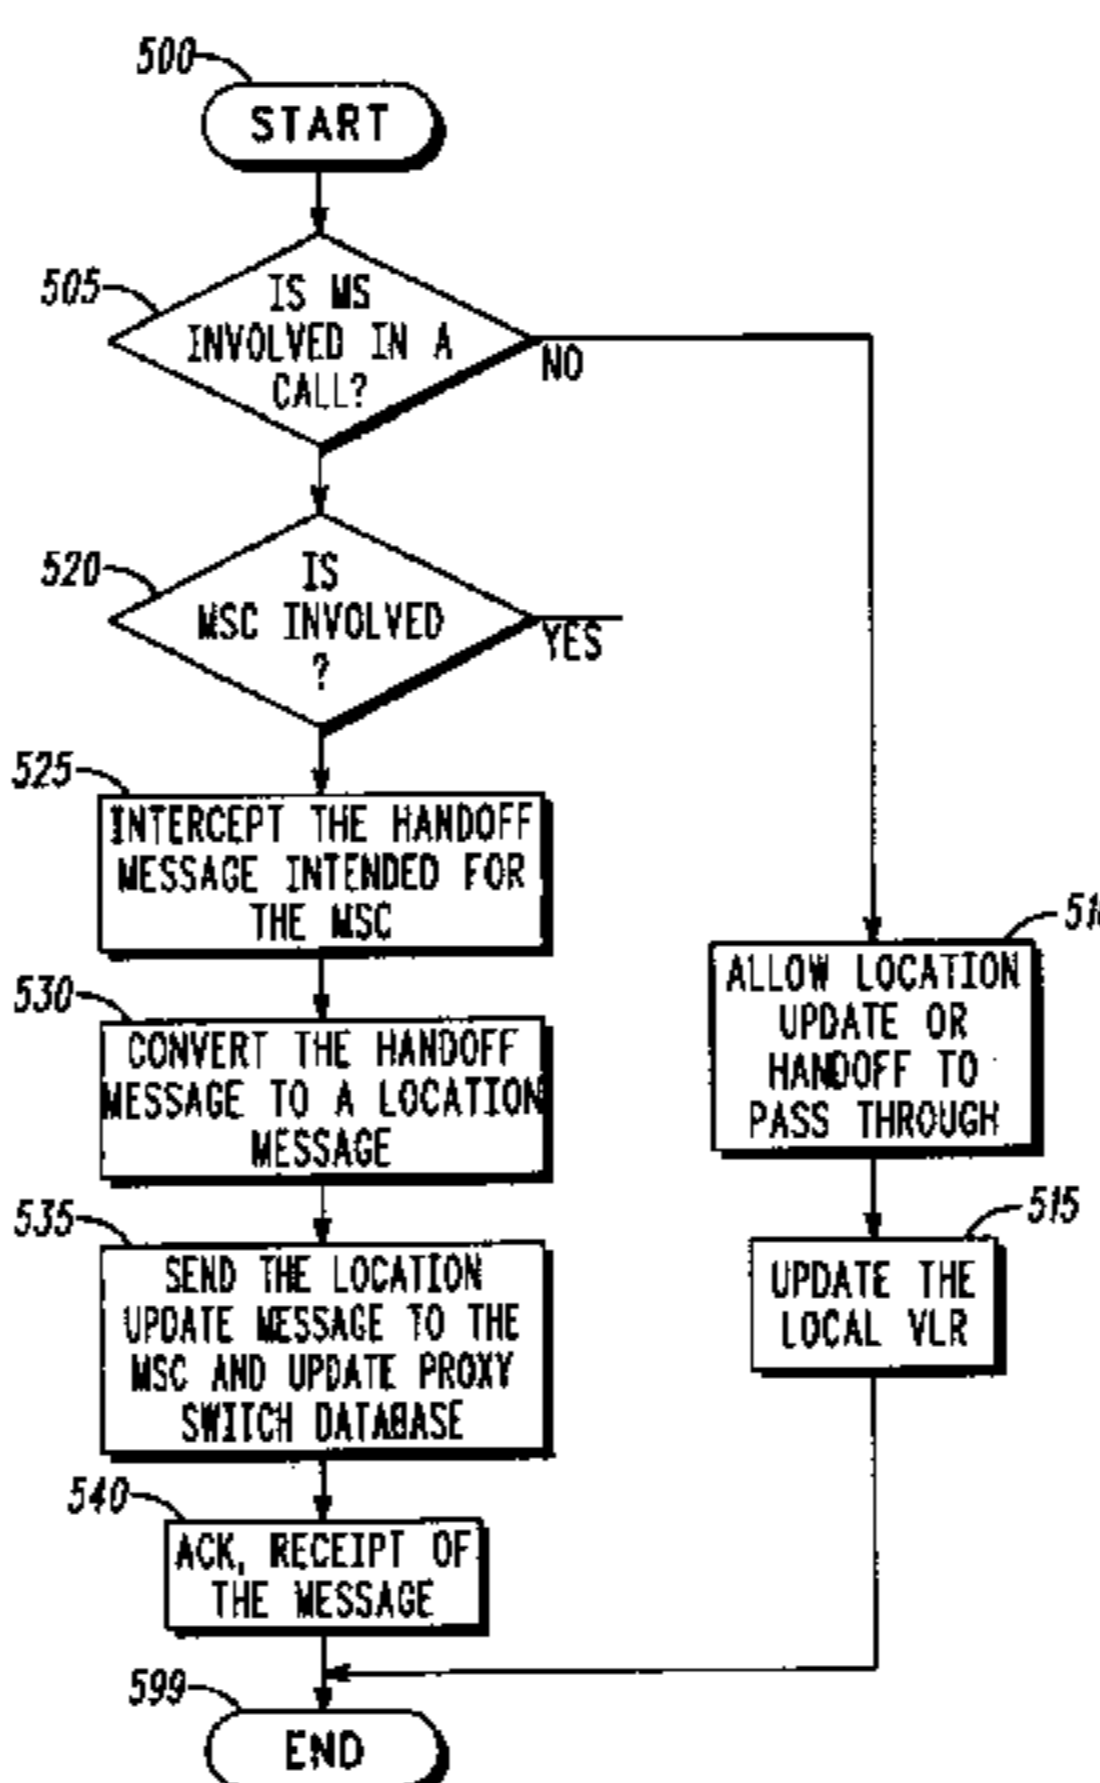 500
START
505
IS MS
INVOLVED IN A
CALL?
NO
520
IS
MSC INVOLVED
?
YES
525
INTERCEPT THE HANDOFF
MESSAGE INTENDED FOR
THE MSC
530
CONVERT THE HANDOFF
MESSAGE TO A LOCATION
MESSAGE
535
SEND THE LOCATION
UPDATE MESSAGE TO THE
MSC AND UPDATE PROXY
SWITCH DATABASE
540
ACK, RECEIPT OF
THE MESSAGE
599
END
ALLOW LOCATION
UPDATE OR
HANDOFF TO
PASS THROUGH
515
UPDATE THE
LOCAL VLR